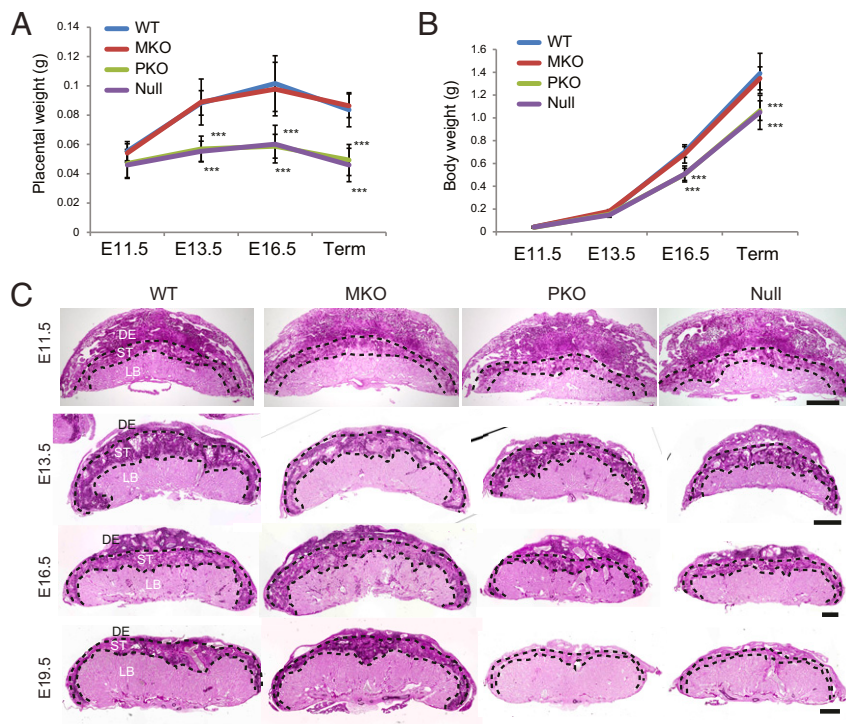 A
Placental weight (g)
0.14
0.12
0.1
0.08
0.06
0.04
0.02
0
WT
MKO
PKO
Null
***
***
***
***
***
***
E11.5
E13.5
E16.5
Term
B
Body weight (g)
1.6
1.4
1.2
1.0
0.8
0.6
0.4
0.2
0
WT
MKO
PKO
Null
***
***
***
***
E11.5
E13.5
E16.5
Term
C
WT
MKO
PKO
Null
E11.5
DE
ST
LB
E13.5
DE
ST
LB
E16.5
DE
ST
LB
E19.5
DE
ST
LB